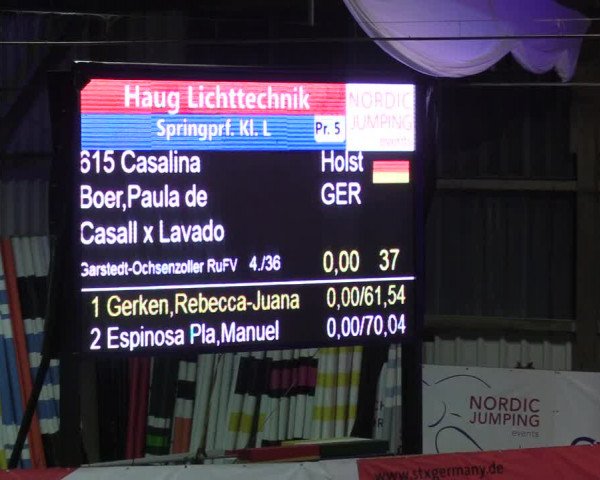 Haug Lichttechnik
NORDIC
JUMPING
events
Springprf. Kl. L
Pr. 5
615 Casalina Holst
Boer,Paula de GER
Casall x Lavado
Garstedt-Ochsenzoller RuFV 4./36 0,00 37
1 Gerken,Rebecca-Juana 0,00/61,54
2 Espinosa Pla,Manuel 0,00/70,04
NORDIC
JUMPING
events
www.stxgermany.de